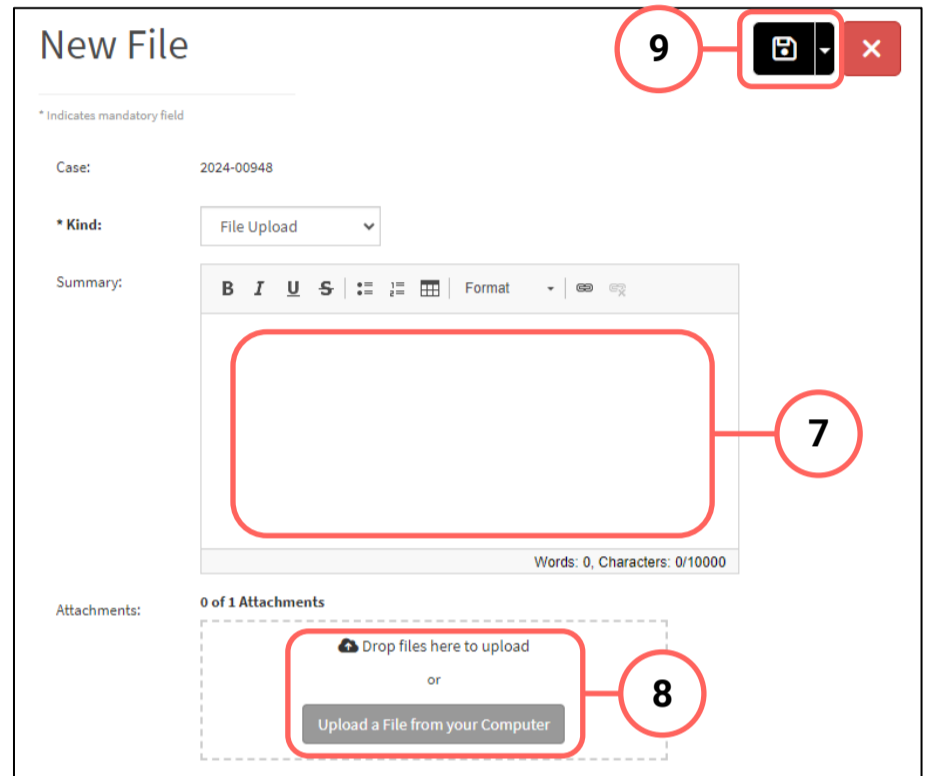 New File
9
* Indicates mandatory field
Case: 2024-00948
* Kind: File Upload
Summary: B I U S Format
7
Words: 0, Characters: 0/10000
Attachments: 0 of 1 Attachments
Drop files here to upload
or
8
Upload a File from your Computer